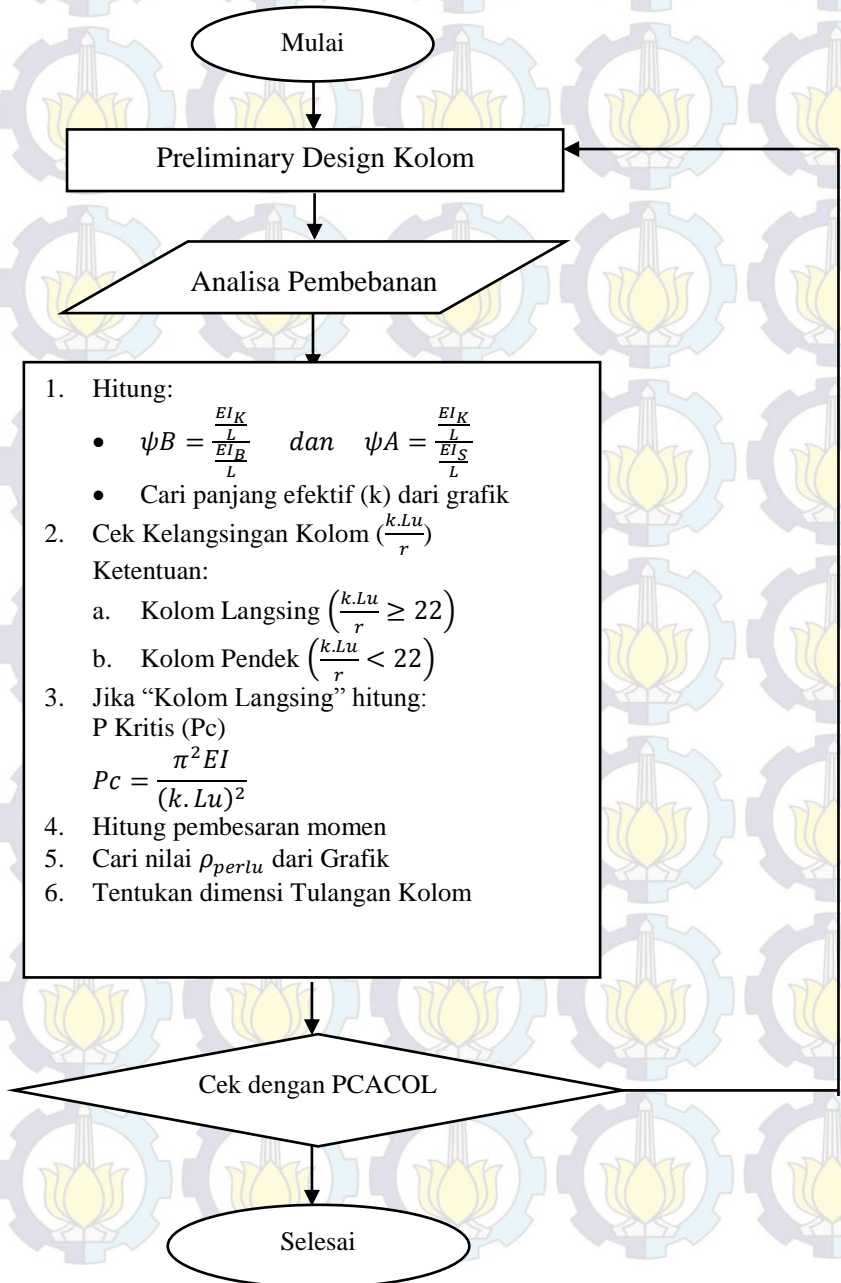 Mulai
Preliminary Design Kolom
Analisa Pembebanan
1. Hitung:
• ψB = (EI_K/L)/(EI_B/L) dan ψA = (EI_K/L)/(EI_S/L)
• Cari panjang efektif (k) dari grafik
2. Cek Kelangsingan Kolom (k.Lu/r)
Ketentuan:
a. Kolom Langsing (k.Lu/r ≥ 22)
b. Kolom Pendek (k.Lu/r < 22)
3. Jika “Kolom Langsing” hitung:
P Kritis (Pc)
Pc = π²EI/(k.Lu)²
4. Hitung pembesaran momen
5. Cari nilai ρ_perlu dari Grafik
6. Tentukan dimensi Tulangan Kolom
Cek dengan PCACOL
Selesai